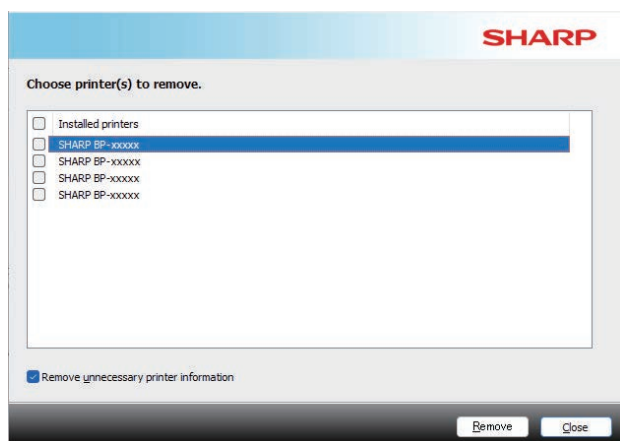 SHARP
Choose printer(s) to remove.
Installed printers
SHARP BP-xxxxx
SHARP BP-xxxxx
SHARP BP-xxxxx
SHARP BP-xxxxx
Remove unnecessary printer information
Remove Close